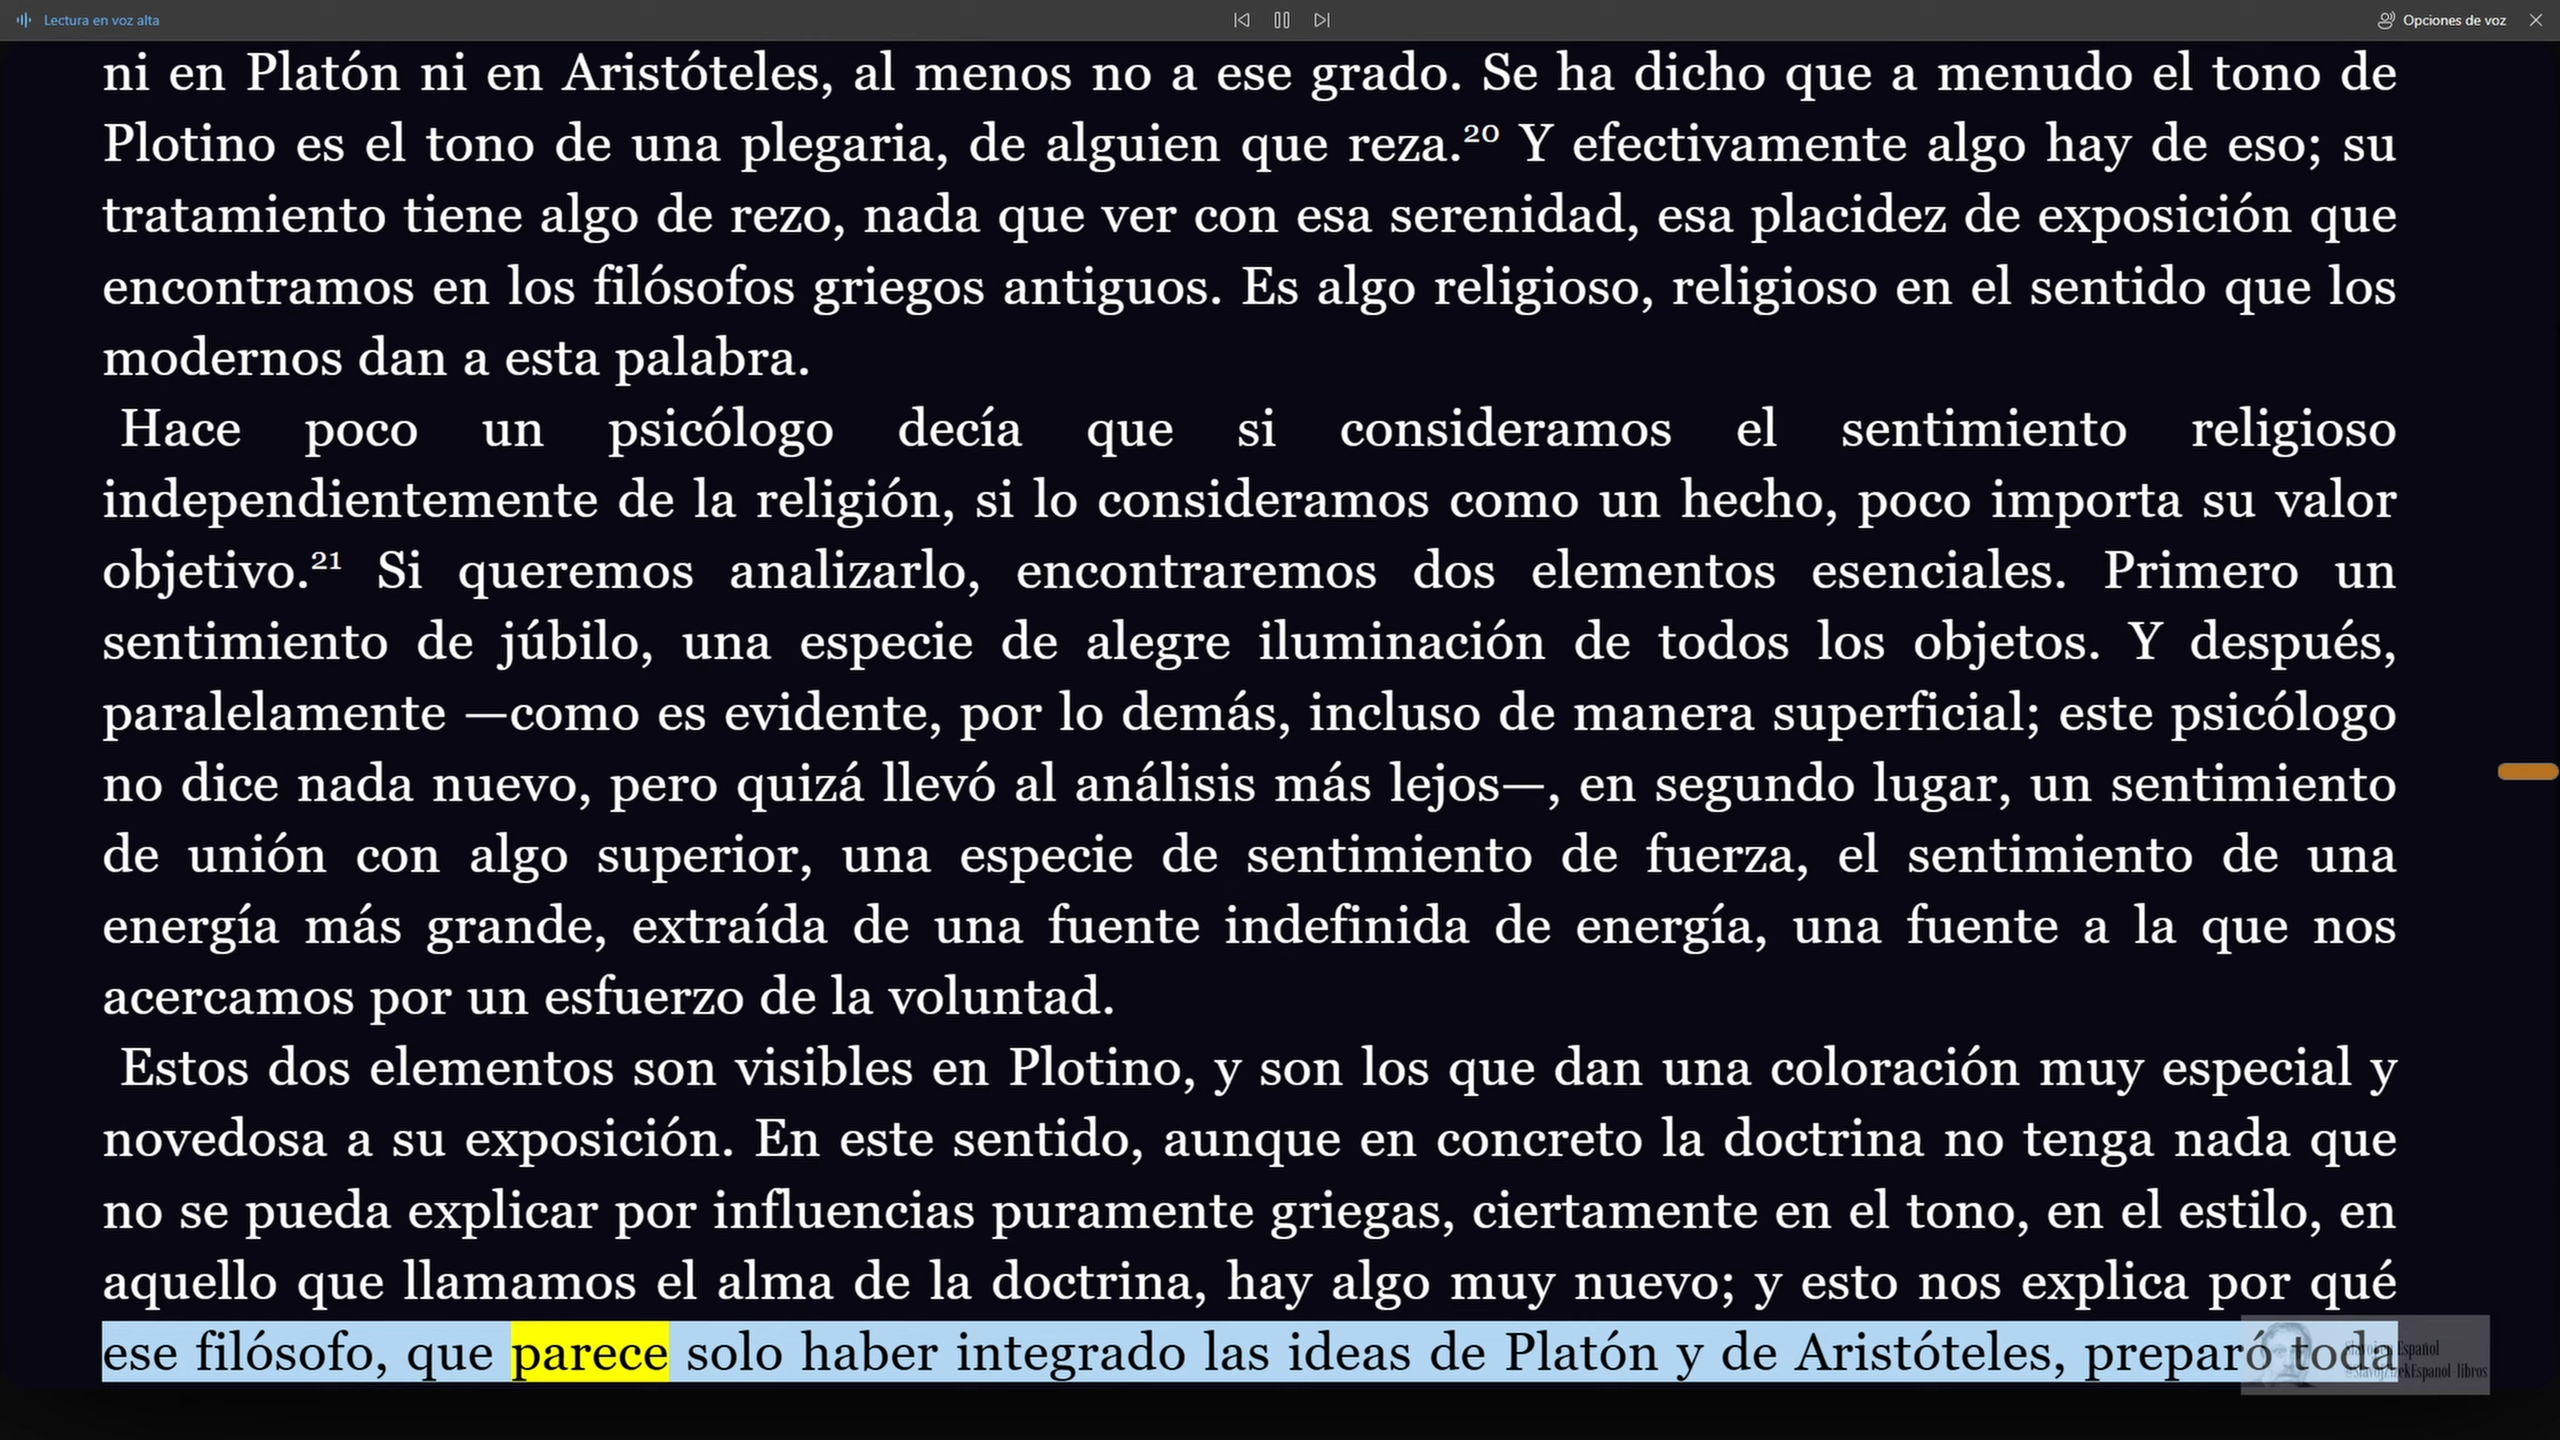 Lectura en voz alta
Opciones de voz
ni en Platón ni en Aristóteles, al menos no a ese grado. Se ha dicho que a menudo el tono de
Plotino es el tono de una plegaria, de alguien que reza.²⁰ Y efectivamente algo hay de eso; su
tratamiento tiene algo de rezo, nada que ver con esa serenidad, esa placidez de exposición que
encontramos en los filósofos griegos antiguos. Es algo religioso, religioso en el sentido que los
modernos dan a esta palabra.
Hace poco un psicólogo decía que si consideramos el sentimiento religioso
independientemente de la religión, si lo consideramos como un hecho, poco importa su valor
objetivo.²¹ Si queremos analizarlo, encontraremos dos elementos esenciales. Primero un
sentimiento de júbilo, una especie de alegre iluminación de todos los objetos. Y después,
paralelamente —como es evidente, por lo demás, incluso de manera superficial; este psicólogo
no dice nada nuevo, pero quizá llevó al análisis más lejos—, en segundo lugar, un sentimiento
de unión con algo superior, una especie de sentimiento de fuerza, el sentimiento de una
energía más grande, extraída de una fuente indefinida de energía, una fuente a la que nos
acercamos por un esfuerzo de la voluntad.
Estos dos elementos son visibles en Plotino, y son los que dan una coloración muy especial y
novedosa a su exposición. En este sentido, aunque en concreto la doctrina no tenga nada que
no se pueda explicar por influencias puramente griegas, ciertamente en el tono, en el estilo, en
aquello que llamamos el alma de la doctrina, hay algo muy nuevo; y esto nos explica por qué
ese filósofo, que parece solo haber integrado las ideas de Platón y de Aristóteles, preparó toda
Español